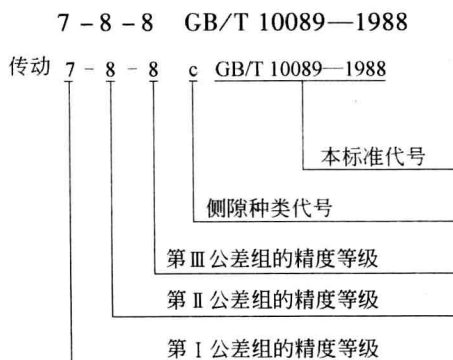 7-8-8 GB/T 10089—1988
传动 7 - 8 - 8 c GB/T 10089—1988
本标准代号
侧隙种类代号
第Ⅲ公差组的精度等级
第Ⅱ公差组的精度等级
第Ⅰ公差组的精度等级